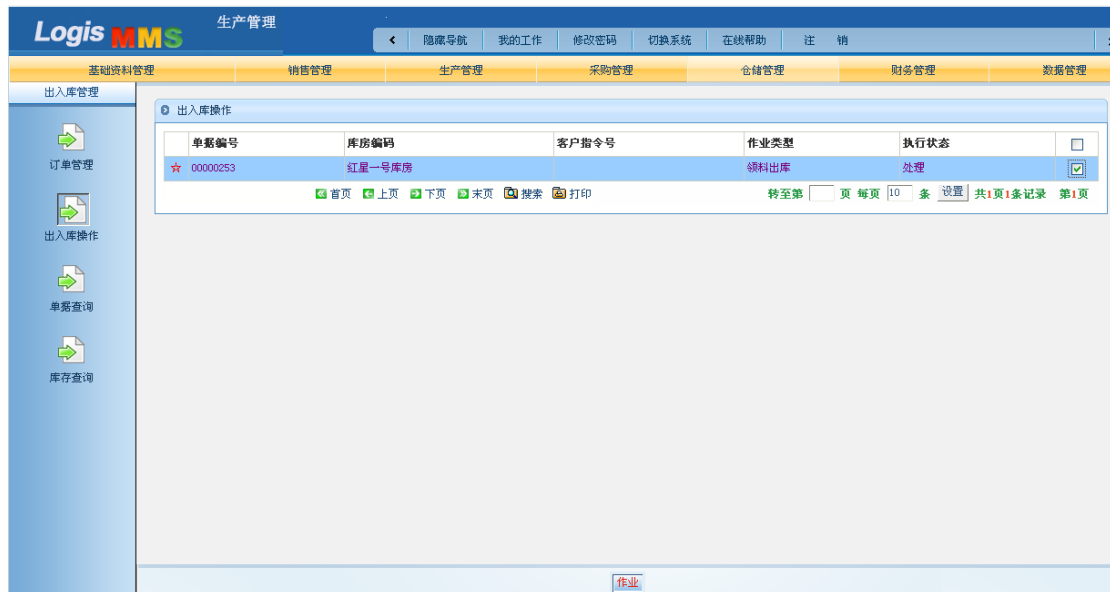 Logis MMS
生产管理
隐藏导航 我的工作 修改密码 切换系统 在线帮助 注 销
基础资料管理 销售管理 生产管理 采购管理 仓储管理 财务管理 数据管理
出入库管理
订单管理
出入库操作
单据查询
库存查询
出入库操作
单据编号 库房编码 客户指令号 作业类型 执行状态
00000253 红星一号库房 领料出库 处理
首页 上页 下页 末页 搜索 打印 转至第 页 每页 10 条 设置 共1页1条记录 第1页
作业